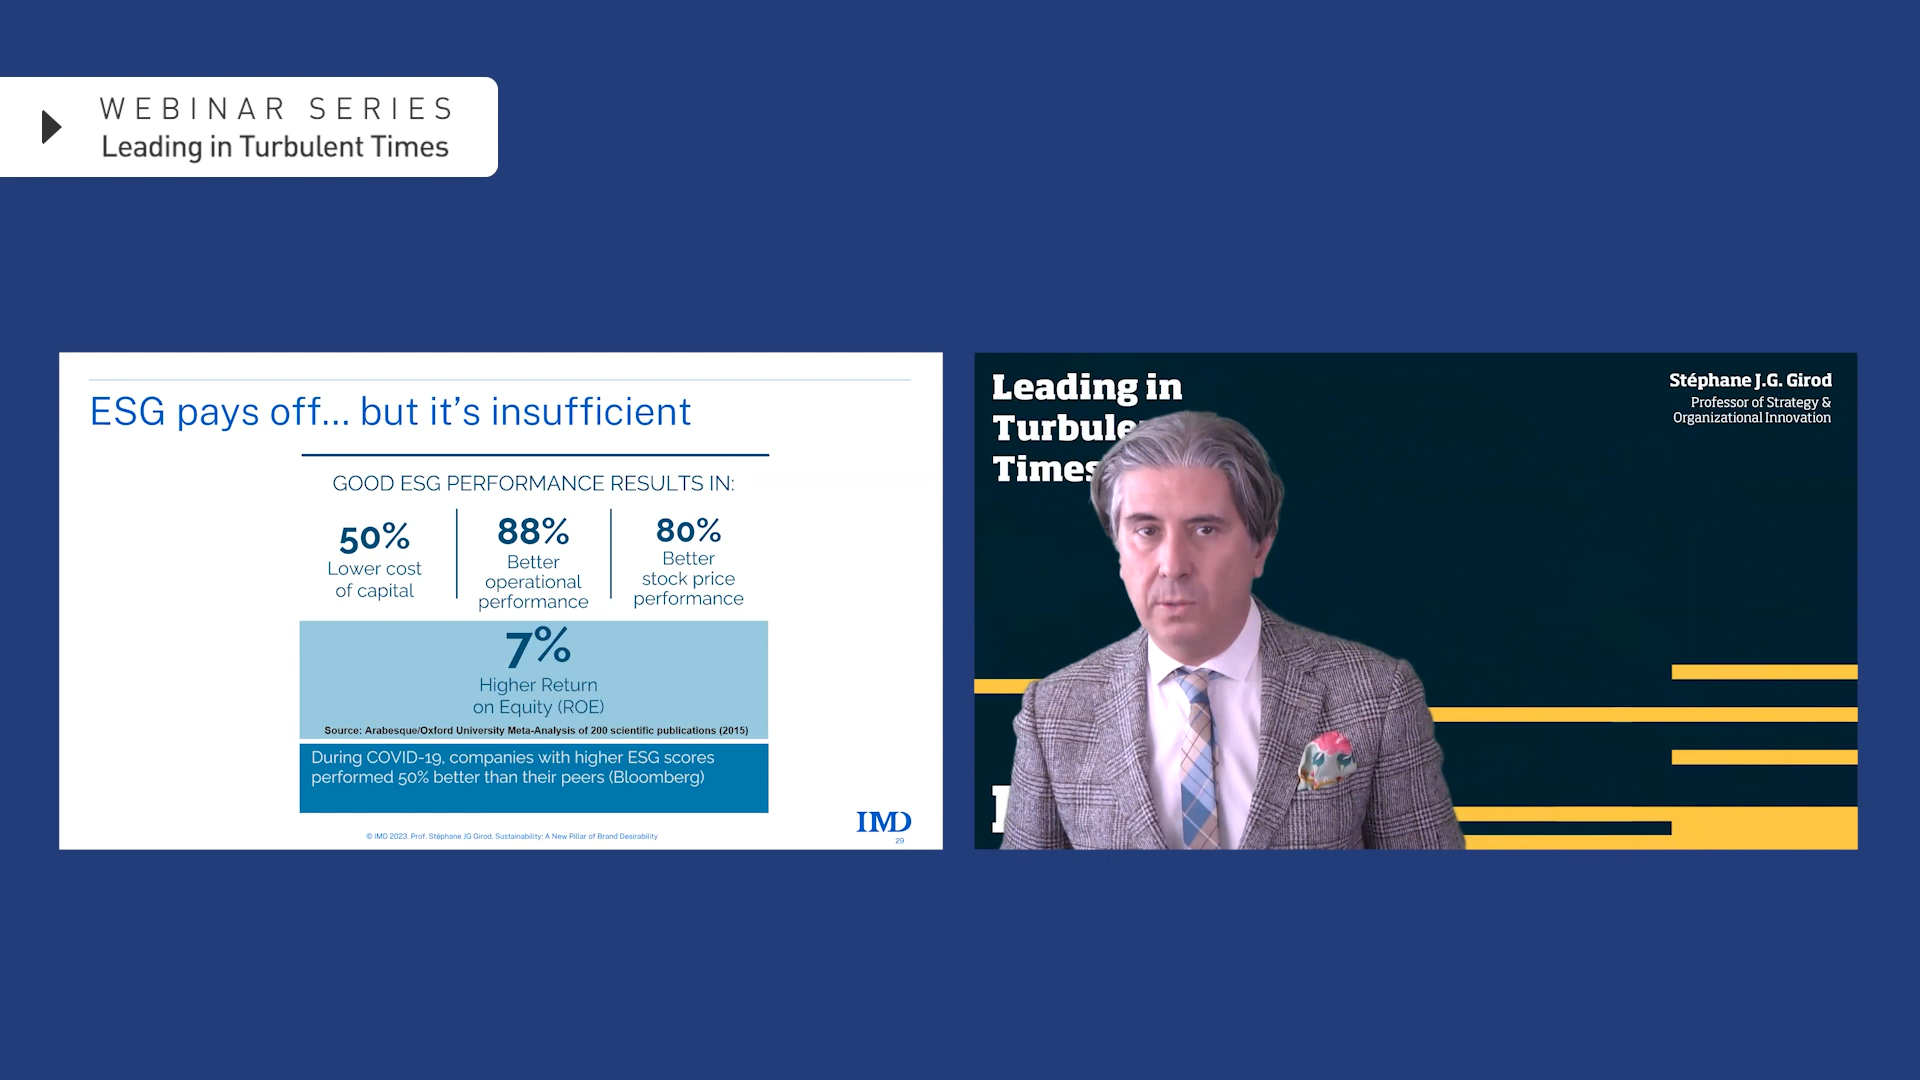 WEBINAR SERIES
Leading in Turbulent Times
ESG pays off... but it's insufficient
GOOD ESG PERFORMANCE RESULTS IN:
50%
Lower cost
of capital
88%
Better
operational
performance
80%
Better
stock price
performance
7%
Higher Return
on Equity (ROE)
Source: Arabesque/Oxford University Meta-Analysis of 200 scientific publications (2015)
During COVID-19, companies with higher ESG scores
performed 50% better than their peers (Bloomberg)
© IMD 2023. Prof. Stéphane JG Girod. Sustainability: A New Pillar of Brand Desirability
IMD
29
Leading in
Turbule
Times
Stéphane J.G. Girod
Professor of Strategy &
Organizational Innovation